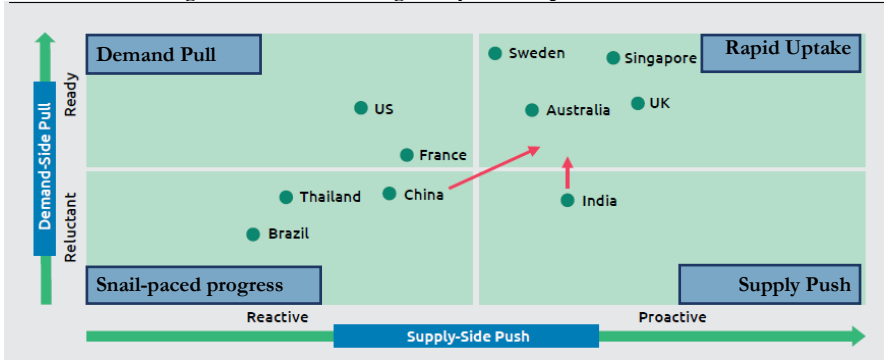 Demand Pull
Rapid Uptake
Sweden
Singapore
US
Australia
UK
France
Thailand
China
India
Brazil
Snail-paced progress
Supply Push
Demand-Side Pull
Ready
Reluctant
Reactive
Proactive
Supply-Side Push